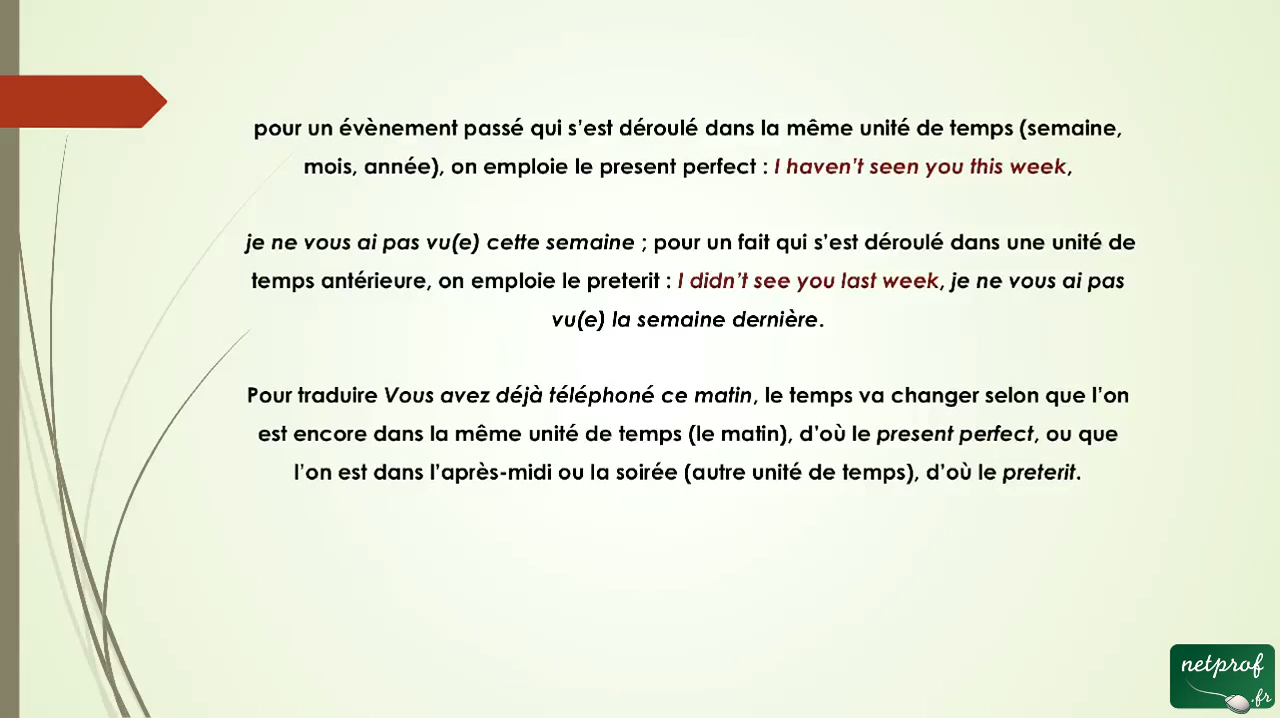 pour un évènement passé qui s’est déroulé dans la même unité de temps (semaine,
mois, année), on emploie le present perfect : I haven’t seen you this week,
je ne vous ai pas vu(e) cette semaine ; pour un fait qui s’est déroulé dans une unité de
temps antérieure, on emploie le preterit : I didn’t see you last week, je ne vous ai pas
vu(e) la semaine dernière.
Pour traduire Vous avez déjà téléphoné ce matin, le temps va changer selon que l’on
est encore dans la même unité de temps (le matin), d’où le present perfect, ou que
l’on est dans l’après-midi ou la soirée (autre unité de temps), d’où le preterit.
netprof
.fr